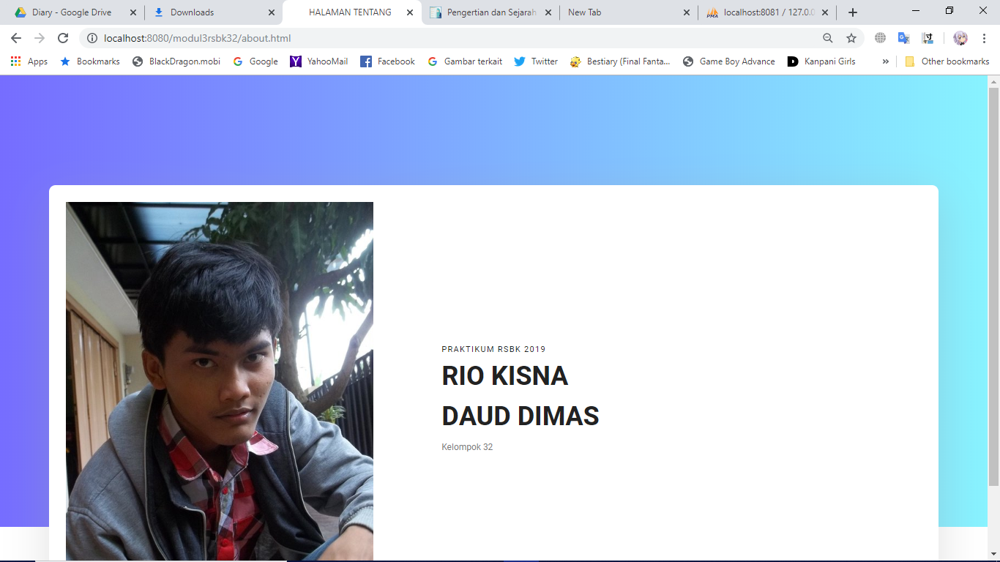 Diary - Google Drive
Downloads
HALAMAN TENTANG
Pengertian dan Sejarah
New Tab
localhost:8081 / 127.0.0
localhost:8080/modul3rsbk32/about.html
Apps
Bookmarks
BlackDragon.mobi
Google
YahooMail
Facebook
Gambar terkait
Twitter
Bestiary (Final Fanta...
Game Boy Advance
Kanpani Girls
»
Other bookmarks
PRAKTIKUM RSBK 2019
RIO KISNA
DAUD DIMAS
Kelompok 32